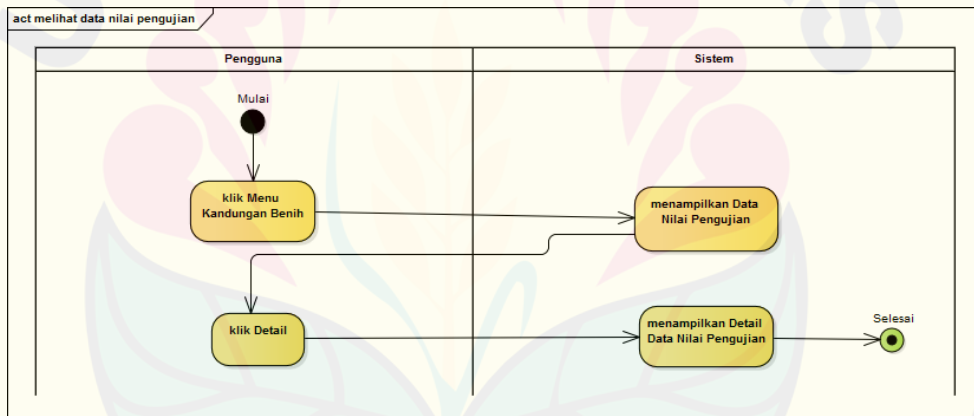 act melihat data nilai pengujian
Pengguna
Sistem
Mulai
klik Menu
Kandungan Benih
menampilkan Data
Nilai Pengujian
klik Detail
menampilkan Detail
Data Nilai Pengujian
Selesai